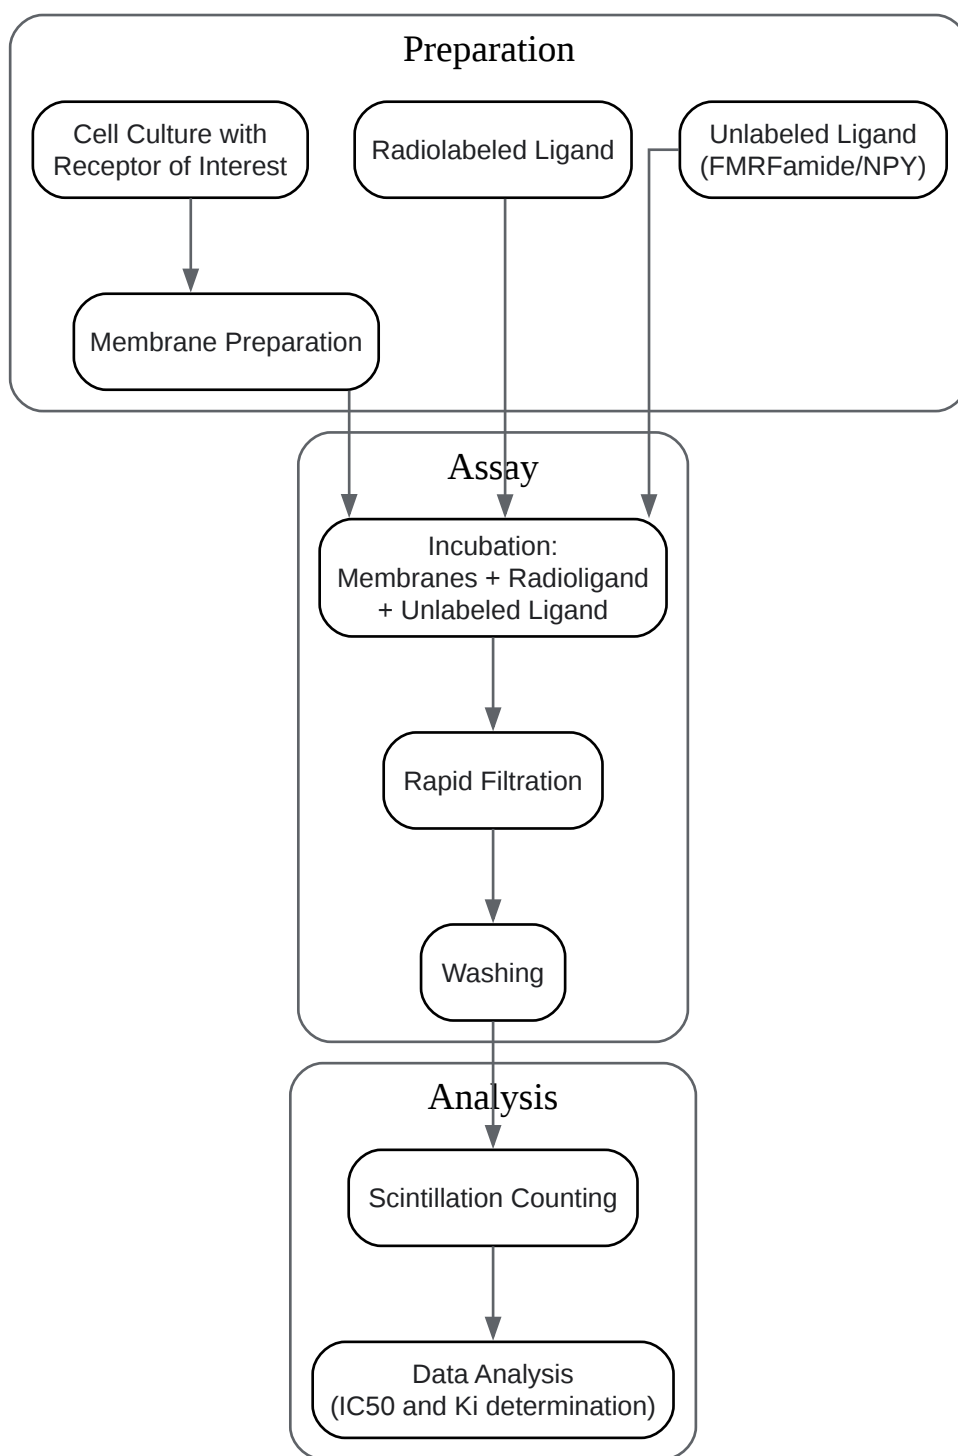 Preparation
Cell Culture with
Receptor of Interest
Radiolabeled Ligand
Unlabeled Ligand
(FMRFamide/NPY)
Membrane Preparation
Assay
Incubation:
Membranes + Radioligand
+ Unlabeled Ligand
Rapid Filtration
Washing
Analysis
Scintillation Counting
Data Analysis
(IC50 and Ki determination)